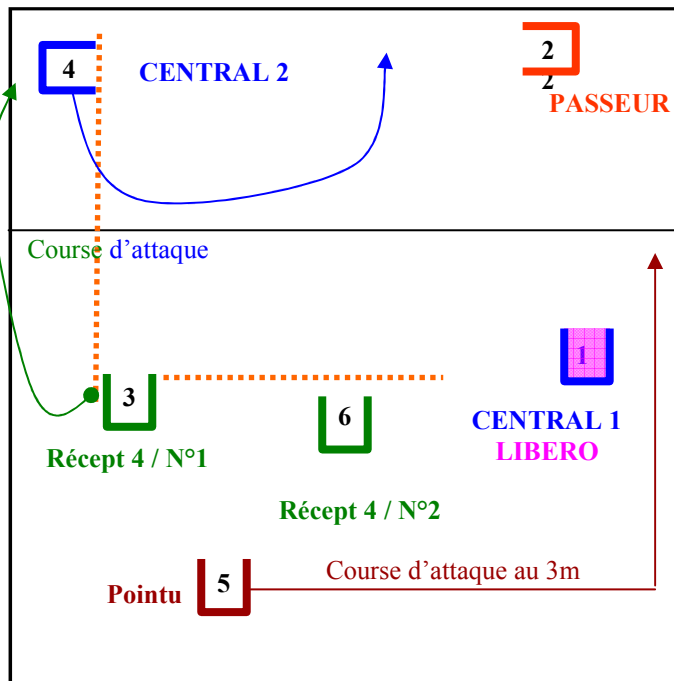 4
CENTRAL 2
2
2
PASSEUR
Course d'attaque
1
3
6
CENTRAL 1
LIBERO
Récept 4 / N°1
Récept 4 / N°2
5
Pointu
Course d'attaque au 3m